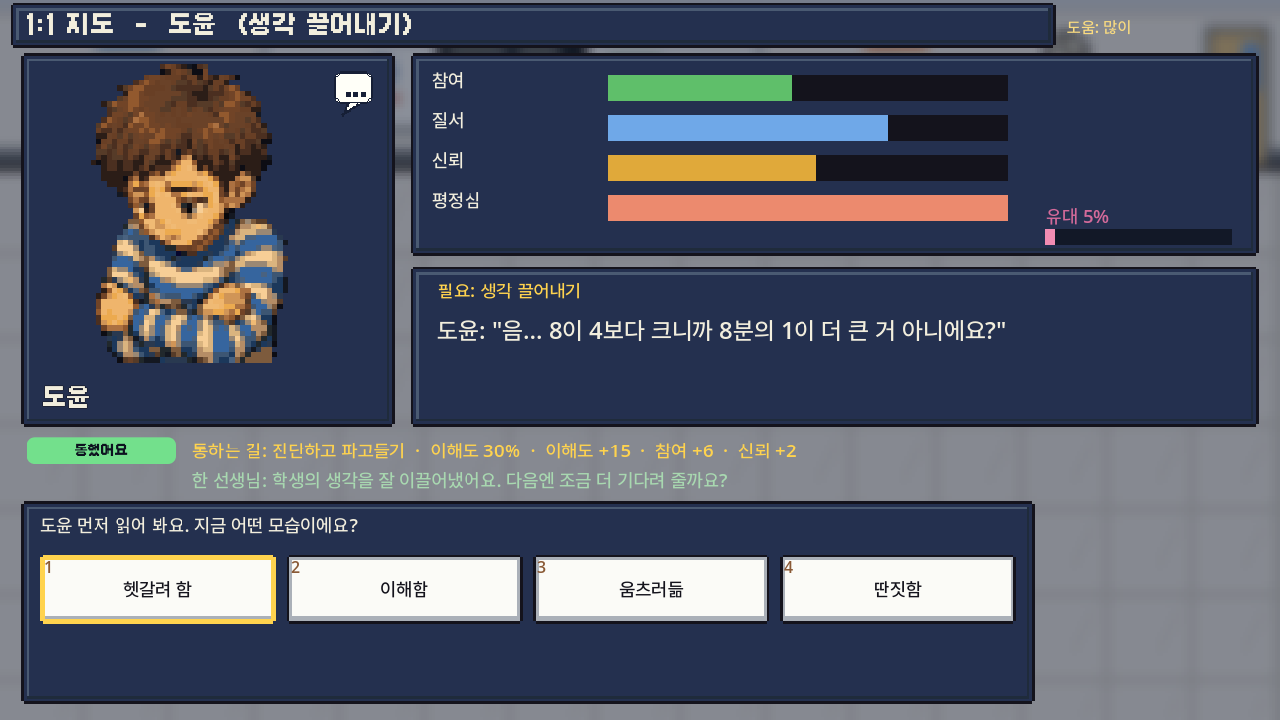 1:1 지도 - 도윤 (생각 끌어내기)
도움: 많이
...
도윤
참여
질서
신뢰
평정심
유대 5%
필요: 생각 끌어내기
도윤: "음... 8이 4보다 크니까 8분의 1이 더 큰 거 아니에요?"
통했어요
통하는 길: 진단하고 파고들기 · 이해도 30% · 이해도 +15 · 참여 +6 · 신뢰 +2
한 선생님: 학생의 생각을 잘 이끌어냈어요. 다음엔 조금 더 기다려 줄까요?
도윤 먼저 읽어 봐요. 지금 어떤 모습이에요?
1 헷갈려 함
2 이해함
3 움츠러듦
4 딴짓함